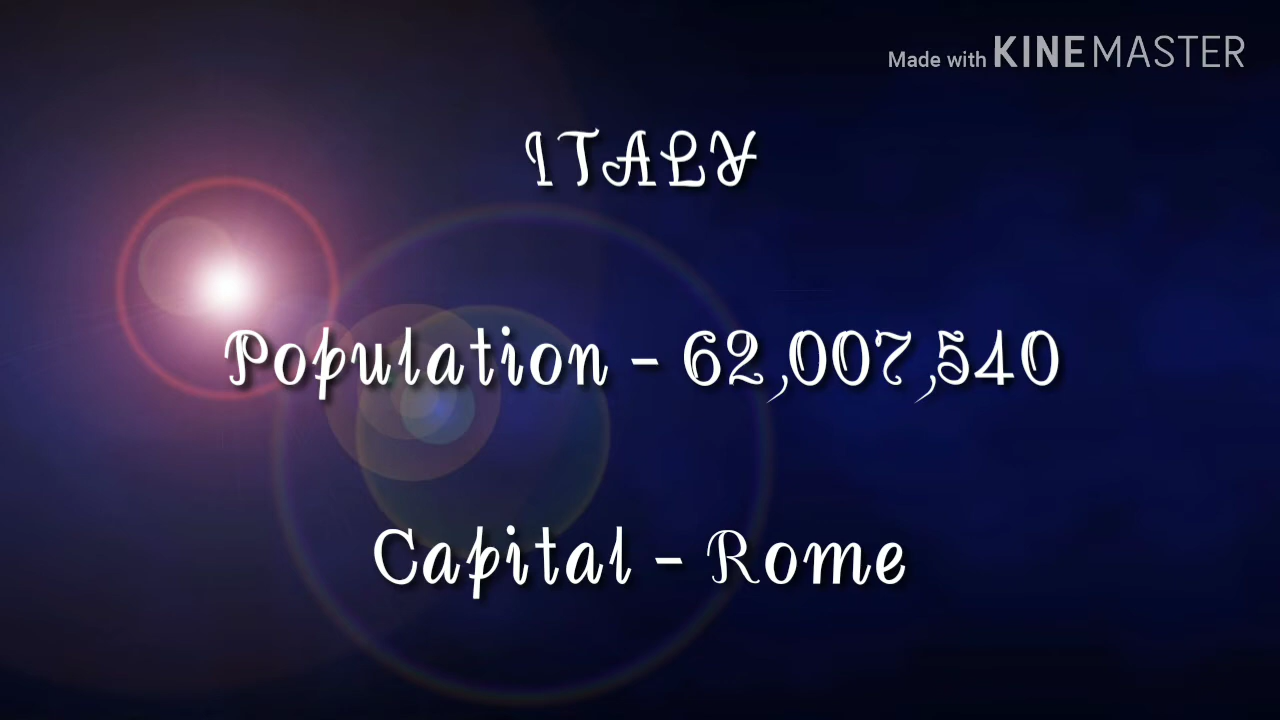 Made with KINEMASTER
ITALY
Population - 62,007,540
Capital - Rome